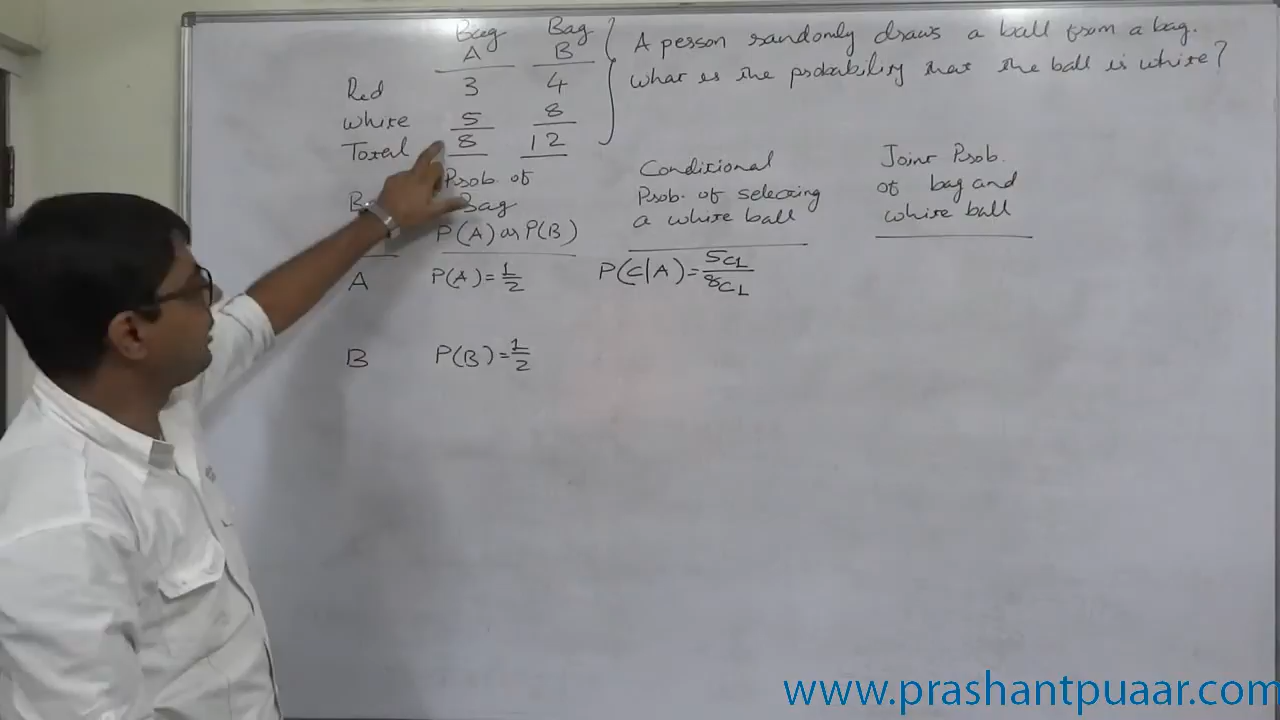 Bag Bag
A B
Red 3 4
White 5 8
Total 8 12
A person randomly draws a ball from a bag.
What is the probability that the ball is white?
Prob. of
Bag
P(A) or P(B)
Conditional
Prob. of selecting
a white ball
Joint Prob.
of bag and
white ball
A P(A) = 1/2 P(C|A) = 5C1/8C1
B P(B) = 1/2
www.prashantpuaar.com